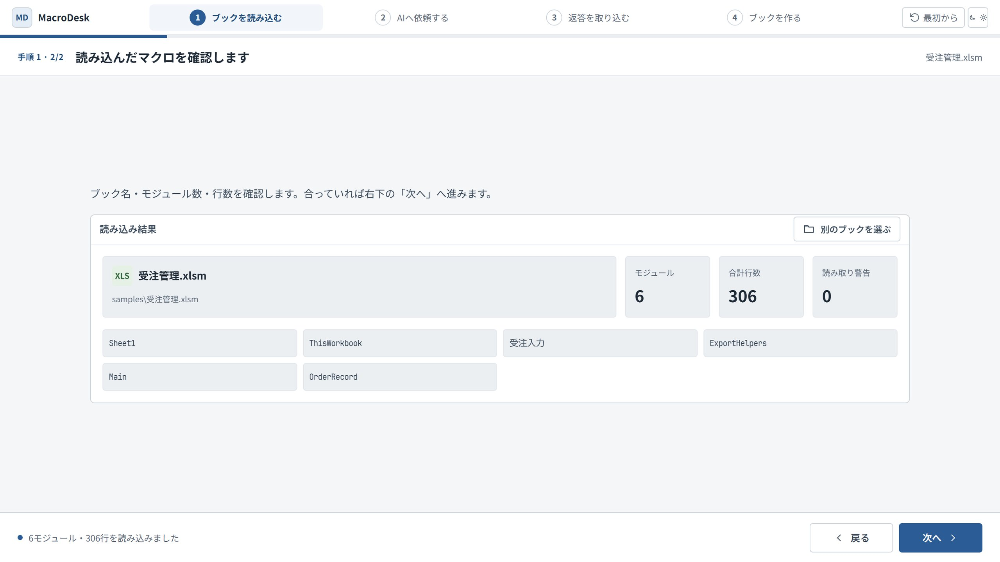 MD MacroDesk 1 ブックを読み込む 2 AIへ依頼する 3 返答を取り込む 4 ブックを作る 最初から
手順 1・2/2 読み込んだマクロを確認します 受注管理.xlsm
ブック名・モジュール数・行数を確認します。合っていれば右下の「次へ」へ進みます。
読み込み結果 別のブックを選ぶ
XLS 受注管理.xlsm
samples\受注管理.xlsm
モジュール
6
合計行数
306
読み取り警告
0
Sheet1 ThisWorkbook 受注入力 ExportHelpers
Main OrderRecord
6モジュール・306行を読み込みました 戻る 次へ